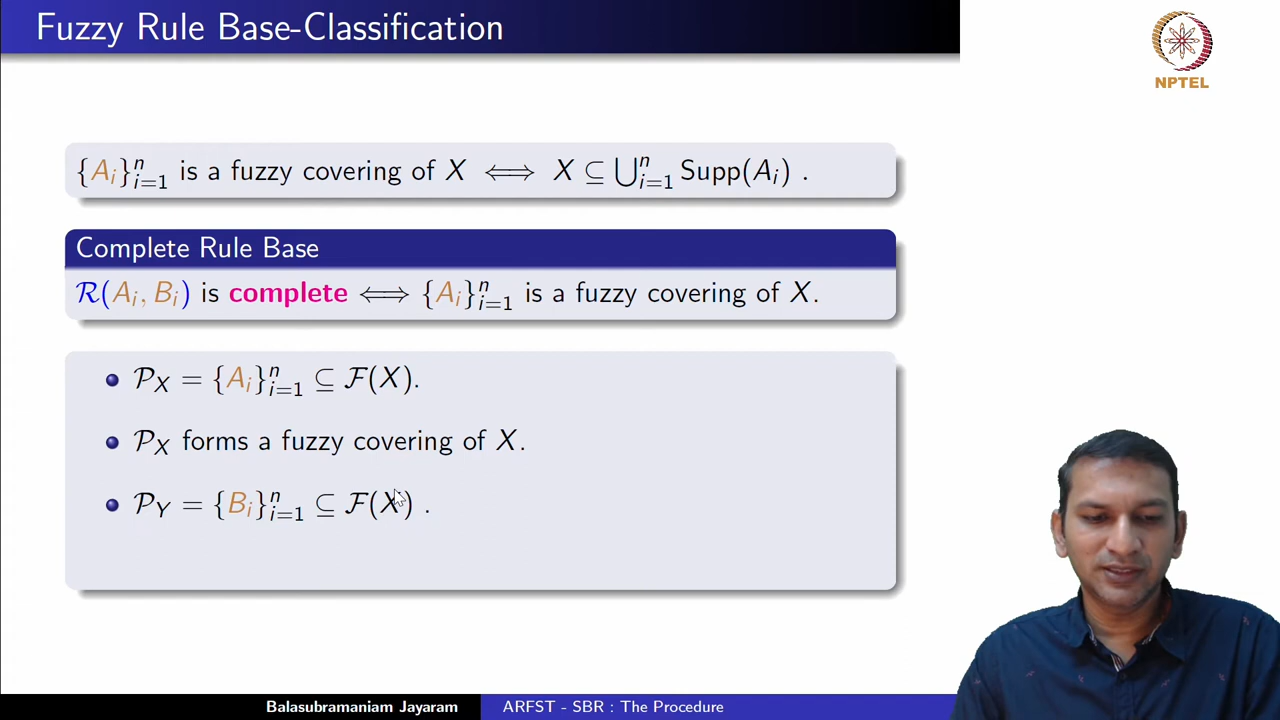 Fuzzy Rule Base-Classification
NPTEL
{A_i}_{i=1}^n is a fuzzy covering of X ⟺ X ⊆ ⋃_{i=1}^n Supp(A_i) .
Complete Rule Base
ℛ(A_i, B_i) is complete ⟺ {A_i}_{i=1}^n is a fuzzy covering of X.
𝒫_X = {A_i}_{i=1}^n ⊆ ℱ(X).
𝒫_X forms a fuzzy covering of X.
𝒫_Y = {B_i}_{i=1}^n ⊆ ℱ(X) .
Balasubramaniam Jayaram
ARFST - SBR : The Procedure